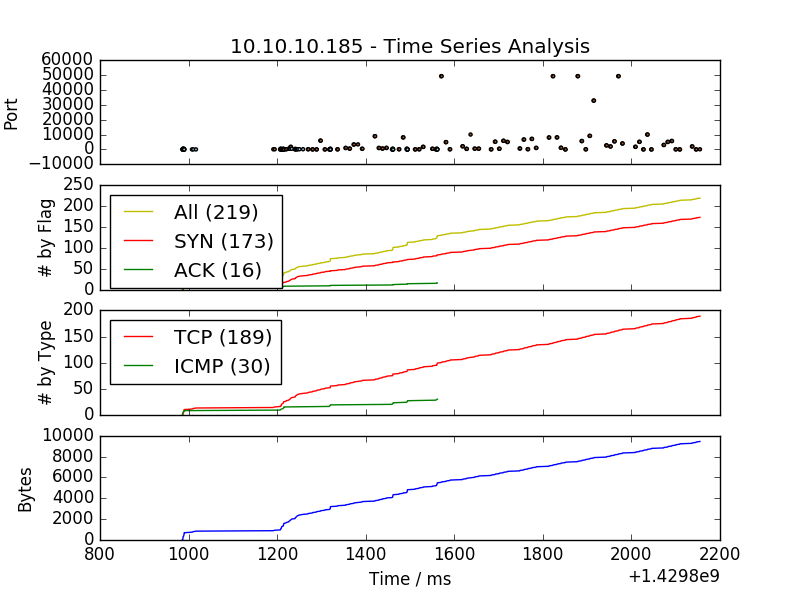 10.10.10.185 - Time Series Analysis
60000
50000
40000
30000
20000
10000
0
−10000
Port
250
200
150
100
50
0
# by Flag
All (219)
SYN (173)
ACK (16)
200
150
100
50
0
# by Type
TCP (189)
ICMP (30)
10000
8000
6000
4000
2000
0
Bytes
800 1000 1200 1400 1600 1800 2000 2200
Time / ms
+1.4298e9